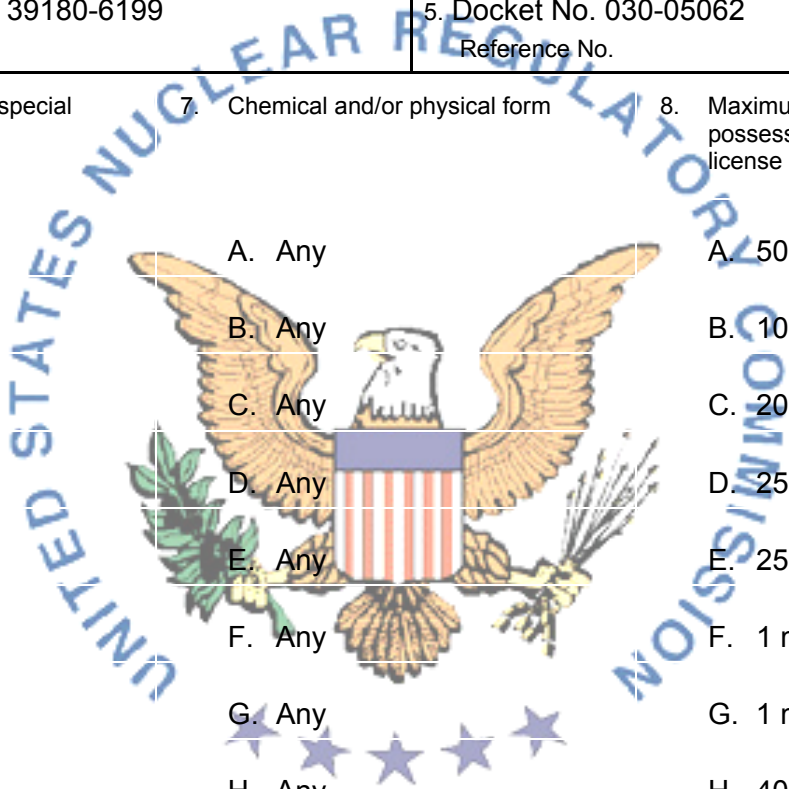 39180-6199
5. Docket No. 030-05062
Reference No.
special
7. Chemical and/or physical form
8. Maximu
possess
license
UNITED STATES NUCLEAR REGULATORY COMMISSION
A. Any
A. 50
B. Any
B. 10
C. Any
C. 20
D. Any
D. 25
E. Any
E. 25
F. Any
F. 1 r
G. Any
G. 1 r
H. Any
H. 40